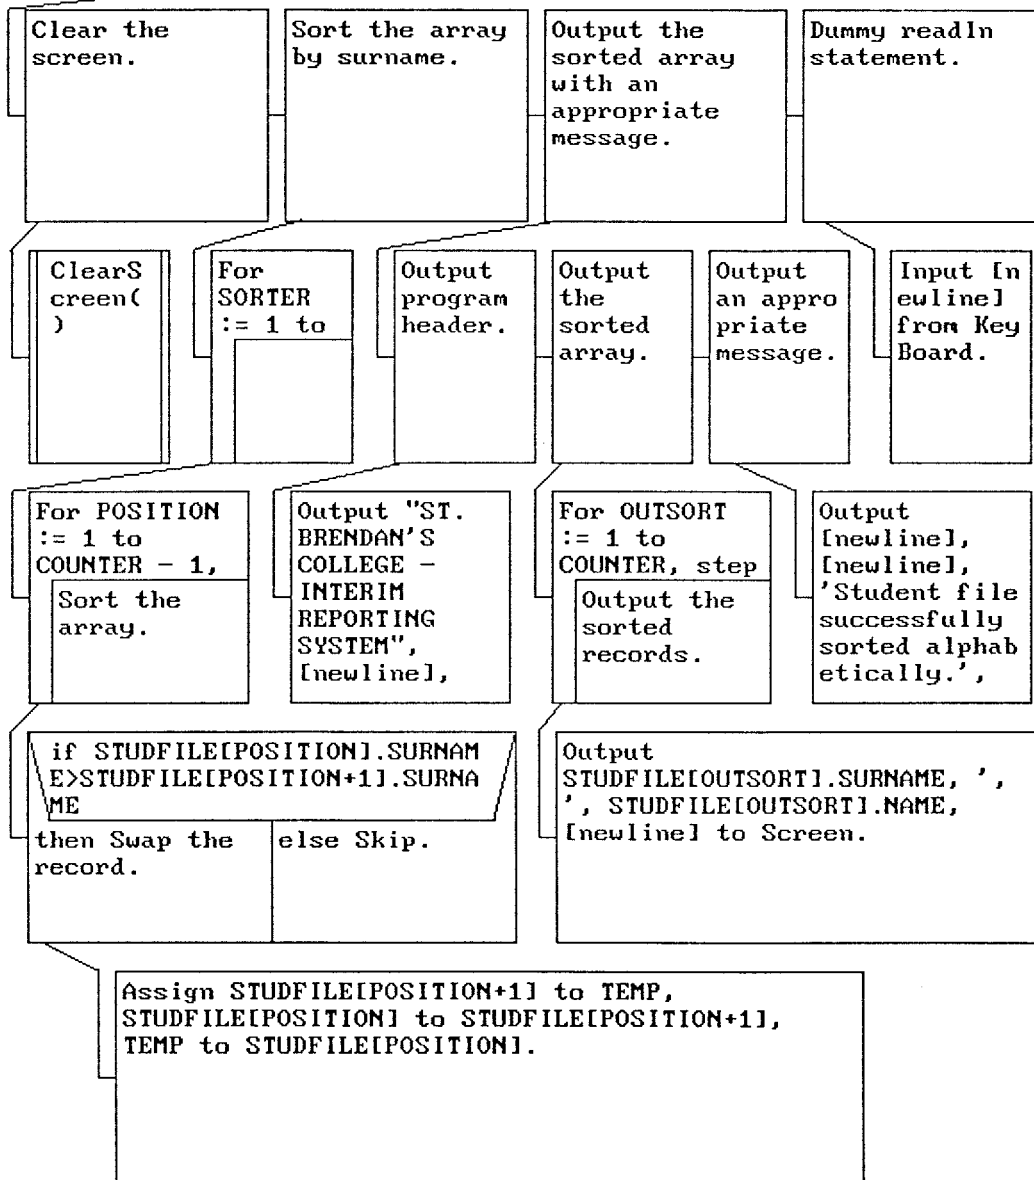 Clear the
screen.
Sort the array
by surname.
Output the
sorted array
with an
appropriate
message.
Dummy readln
statement.
ClearS
creen(
)
For
SORTER
:= 1 to
Output
program
header.
Output
the
sorted
array.
Output
an appro
priate
message.
Input [n
ewline]
from Key
Board.
For POSITION
:= 1 to
COUNTER - 1,
Sort the
array.
Output "ST.
BRENDAN'S
COLLEGE -
INTERIM
REPORTING
SYSTEM",
[newline],
For OUTSORT
:= 1 to
COUNTER, step
Output the
sorted
records.
Output
[newline],
[newline],
'Student file
successfully
sorted alphab
etically.',
if STUDFILE[POSITION].SURNAM
E>STUDFILE[POSITION+1].SURNA
ME
then Swap the
record.
else Skip.
Output
STUDFILE[OUTSORT].SURNAME, ',
', STUDFILE[OUTSORT].NAME,
[newline] to Screen.
Assign STUDFILE[POSITION+1] to TEMP,
STUDFILE[POSITION] to STUDFILE[POSITION+1],
TEMP to STUDFILE[POSITION].